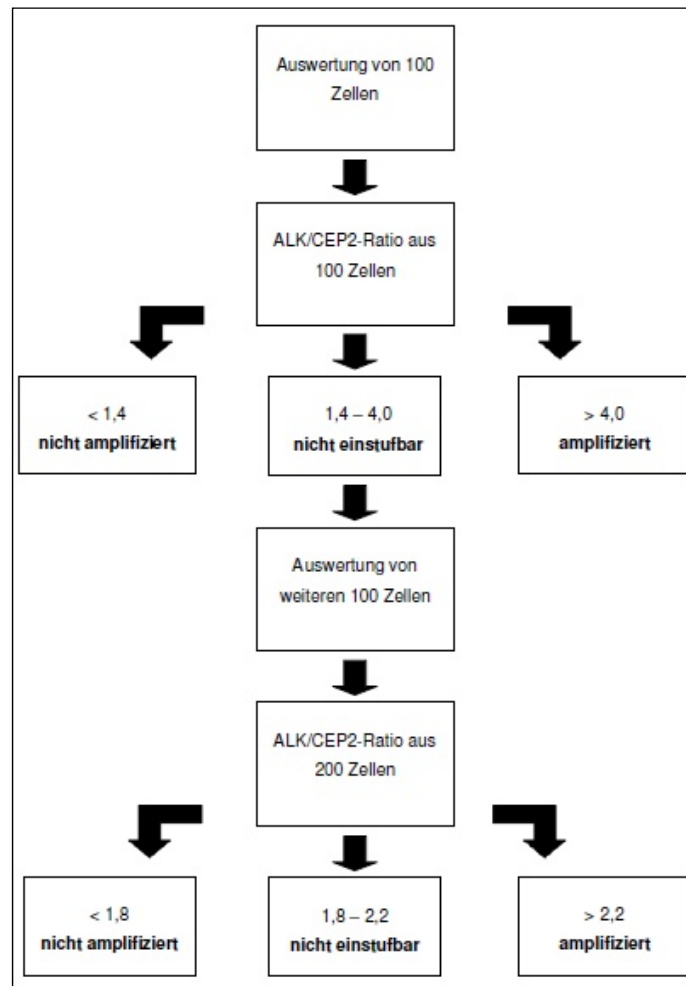 Auswertung von 100
Zellen
ALK/CEP2-Ratio aus
100 Zellen
< 1,4
nicht amplifiziert
1,4 – 4,0
nicht einstufbar
> 4,0
amplifiziert
Auswertung von
weiteren 100 Zellen
ALK/CEP2-Ratio aus
200 Zellen
< 1,8
nicht amplifiziert
1,8 – 2,2
nicht einstufbar
> 2,2
amplifiziert